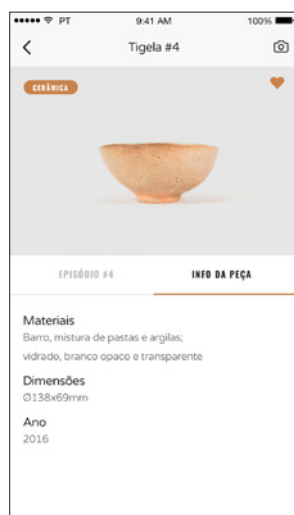 PT 9:41 AM 100%
Tigela #4
CERÂMICA
EPISÓDIO #4 INFO DA PEÇA
Materiais
Barro, mistura de pastas e argilas;
vidrado, branco opaco e transparente
Dimensões
Ø138x69mm
Ano
2016